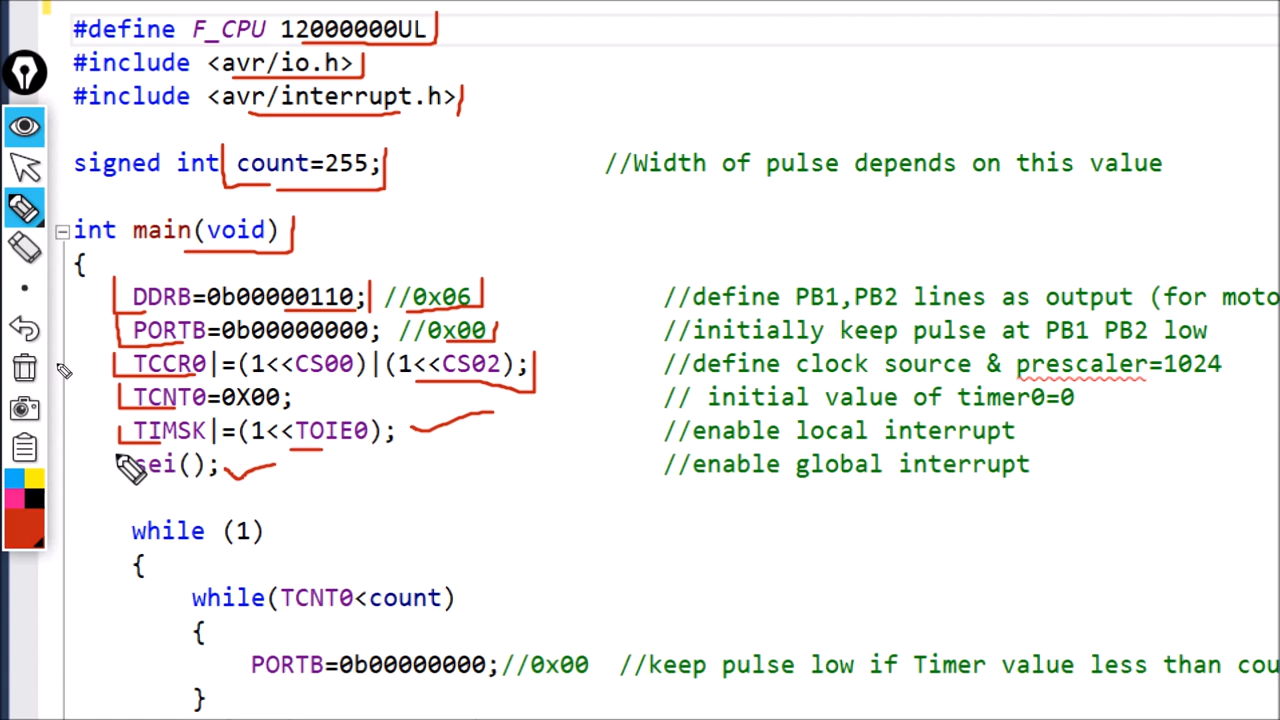 #define F_CPU 12000000UL
#include <avr/io.h>
#include <avr/interrupt.h>
signed int count=255; //Width of pulse depends on this value
int main(void)
{
DDRB=0b00000110; //0x06 //define PB1,PB2 lines as output (for moto
PORTB=0b00000000; //0x00 //initially keep pulse at PB1 PB2 low
TCCR0|=(1<<CS00)|(1<<CS02); //define clock source & prescaler=1024
TCNT0=0X00; // initial value of timer0=0
TIMSK|=(1<<TOIE0); //enable local interrupt
sei(); //enable global interrupt
while (1)
{
while(TCNT0<count)
{
PORTB=0b00000000;//0x00 //keep pulse low if Timer value less than cou
}